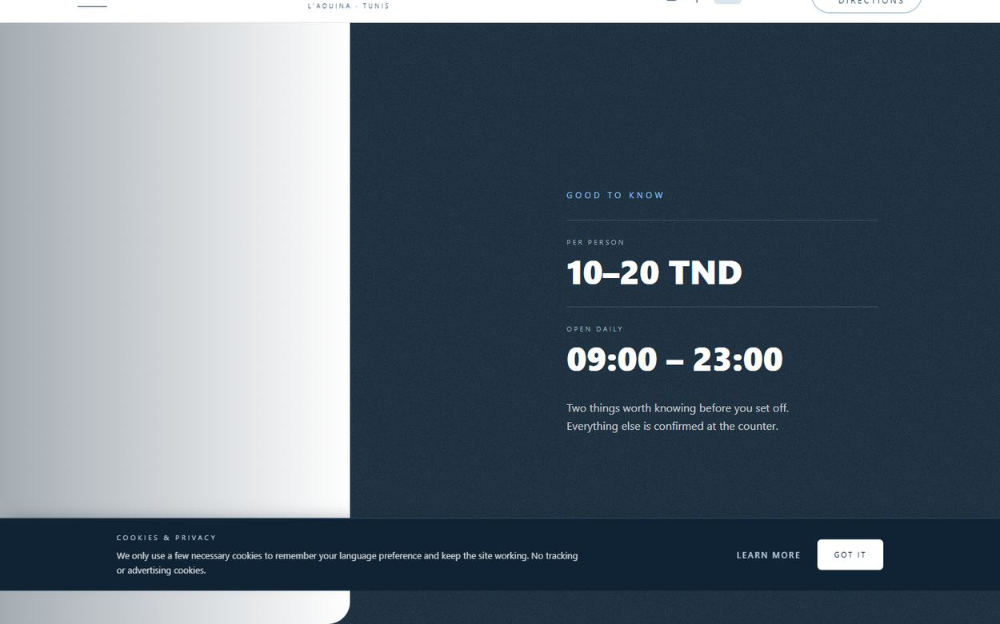 L'AOUINA · TUNIS
DIRECTIONS
GOOD TO KNOW
PER PERSON
10–20 TND
OPEN DAILY
09:00 – 23:00
Two things worth knowing before you set off.
Everything else is confirmed at the counter.
COOKIES & PRIVACY
We only use a few necessary cookies to remember your language preference and keep the site working. No tracking
or advertising cookies.
LEARN MORE
GOT IT